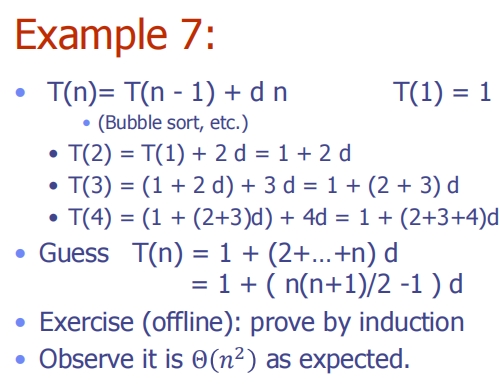 Example 7:
• T(n)= T(n - 1) + d n T(1) = 1
• (Bubble sort, etc.)
• T(2) = T(1) + 2 d = 1 + 2 d
• T(3) = (1 + 2 d) + 3 d = 1 + (2 + 3) d
• T(4) = (1 + (2+3)d) + 4d = 1 + (2+3+4)d
• Guess T(n) = 1 + (2+...+n) d
= 1 + ( n(n+1)/2 -1 ) d
• Exercise (offline): prove by induction
• Observe it is Θ(n²) as expected.